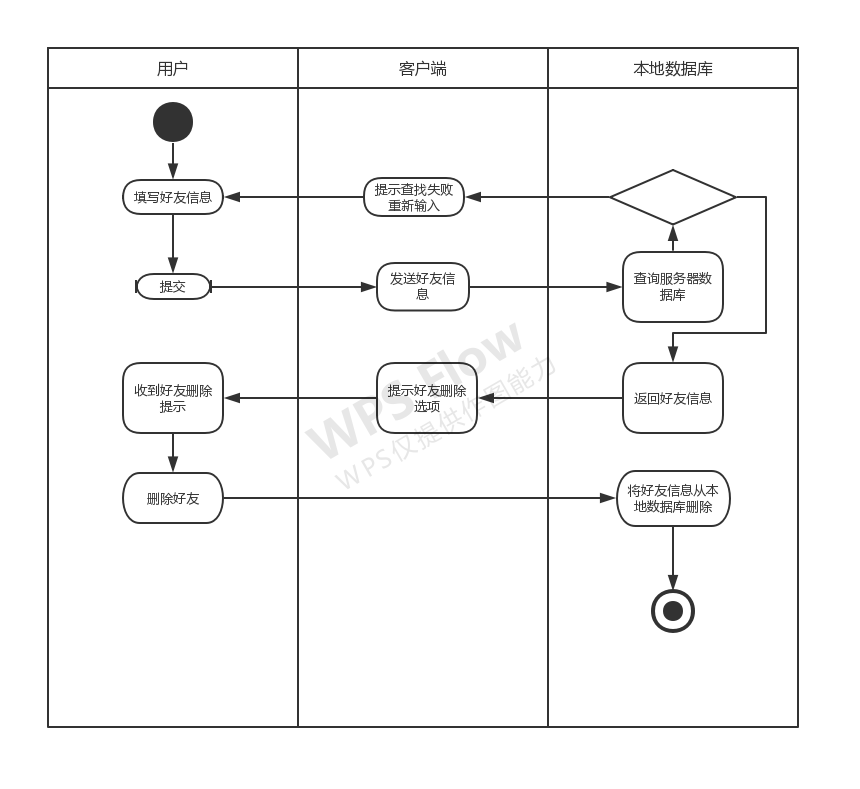 用户
客户端
本地数据库
填写好友信息
提示查找失败
重新输入
提交
发送好友信
息
查询服务器数
据库
收到好友删除
提示
提示好友删除
选项
返回好友信息
删除好友
将好友信息从本
地数据库删除
WPS Flow
WPS仅提供作图能力